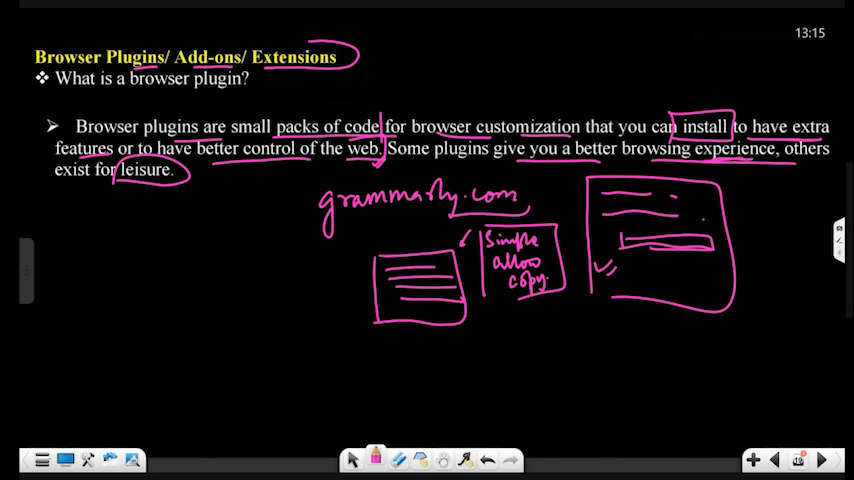 13:15
Browser Plugins/ Add-ons/ Extensions
❖ What is a browser plugin?
➢ Browser plugins are small packs of code for browser customization that you can install to have extra
features or to have better control of the web. Some plugins give you a better browsing experience, others
exist for leisure.
grammarly.com
Simple
allow
copy.